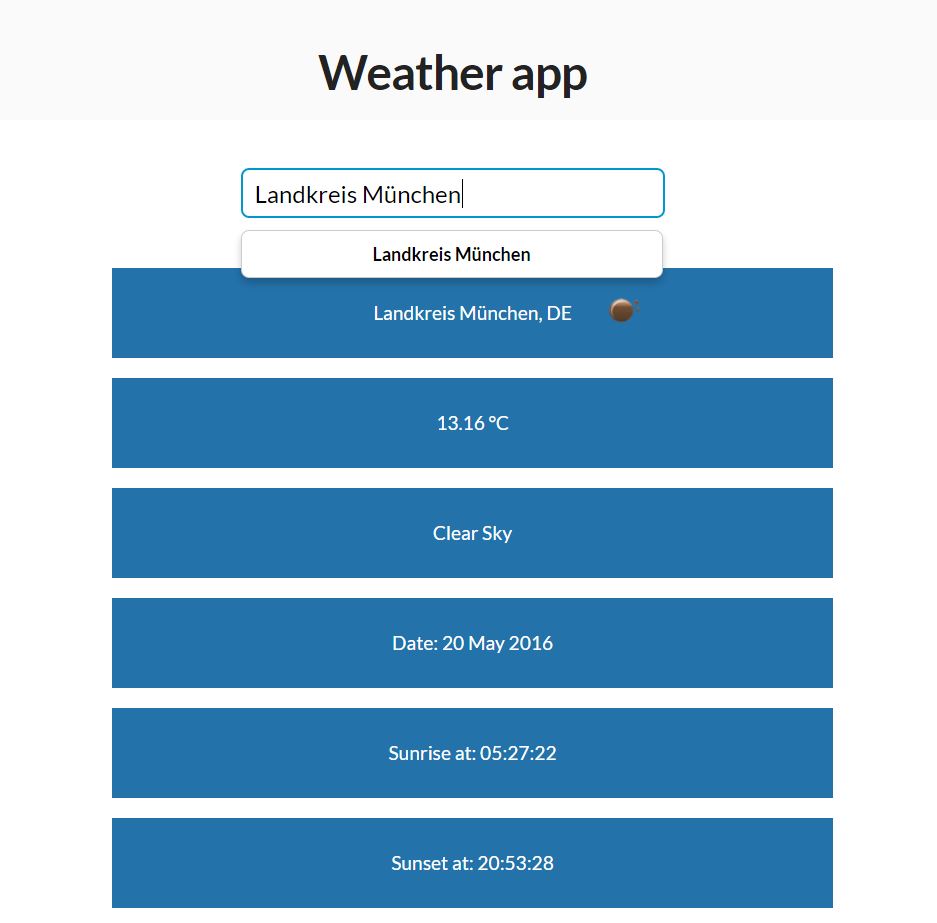 Weather app
Landkreis München
Landkreis München
Landkreis München, DE
13.16 °C
Clear Sky
Date: 20 May 2016
Sunrise at: 05:27:22
Sunset at: 20:53:28